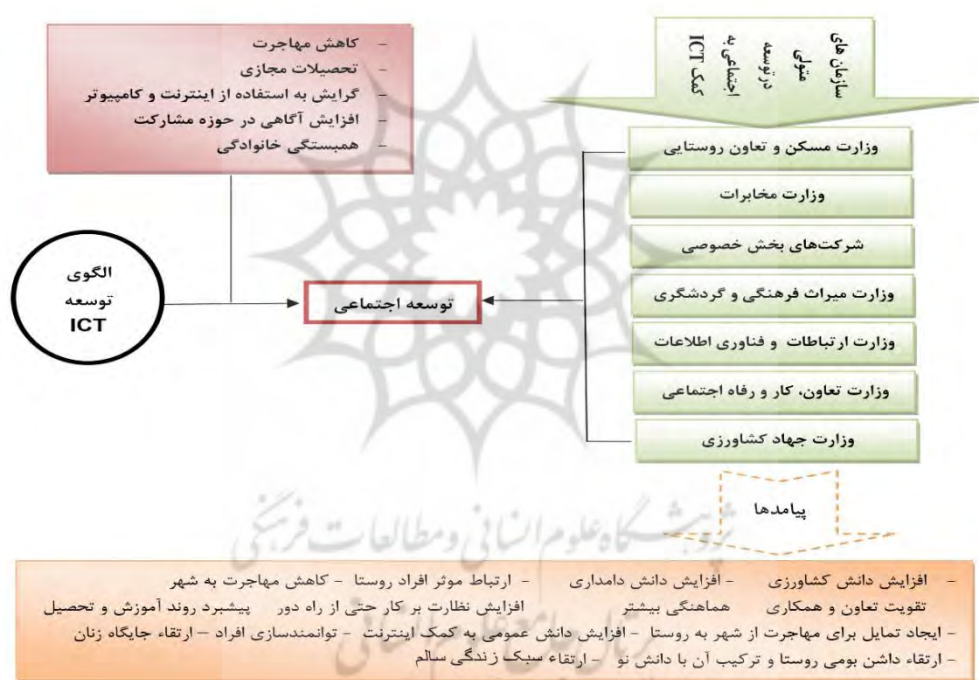 - کاهش مهاجرت
- تحصیلات مجازی
- گرایش به استفاده از اینترنت و کامپیوتر
- افزایش آگاهی در حوزه مشارکت
- همبستگی خانوادگی
سازمان های
متولی
در توسعه
اجتماعی به
کمک ICT
وزارت مسکن و تعاون روستایی
وزارت مخابرات
شرکت‌های بخش خصوصی
وزارت میراث فرهنگی و گردشگری
وزارت ارتباطات و فناوری اطلاعات
وزارت تعاون، کار و رفاه اجتماعی
وزارت جهاد کشاورزی
الگوی
توسعه
ICT
توسعه اجتماعی
پیامدها
پژوهشگاه علوم انسانی و مطالعات فرهنگی
- افزایش دانش کشاورزی - افزایش دانش دامداری - ارتباط موثر افراد روستا - کاهش مهاجرت به شهر
تقویت تعاون و همکاری هماهنگی بیشتر افزایش نظارت بر کار حتی از راه دور پیشبرد روند آموزش و تحصیل
- ایجاد تمایل برای مهاجرت از شهر به روستا - افزایش دانش عمومی به کمک اینترنت - توانمندسازی افراد – ارتقاء جایگاه زنان
- ارتقاء داشن بومی روستا و ترکیب آن با دانش نو - ارتقاء سبک زندگی سالم